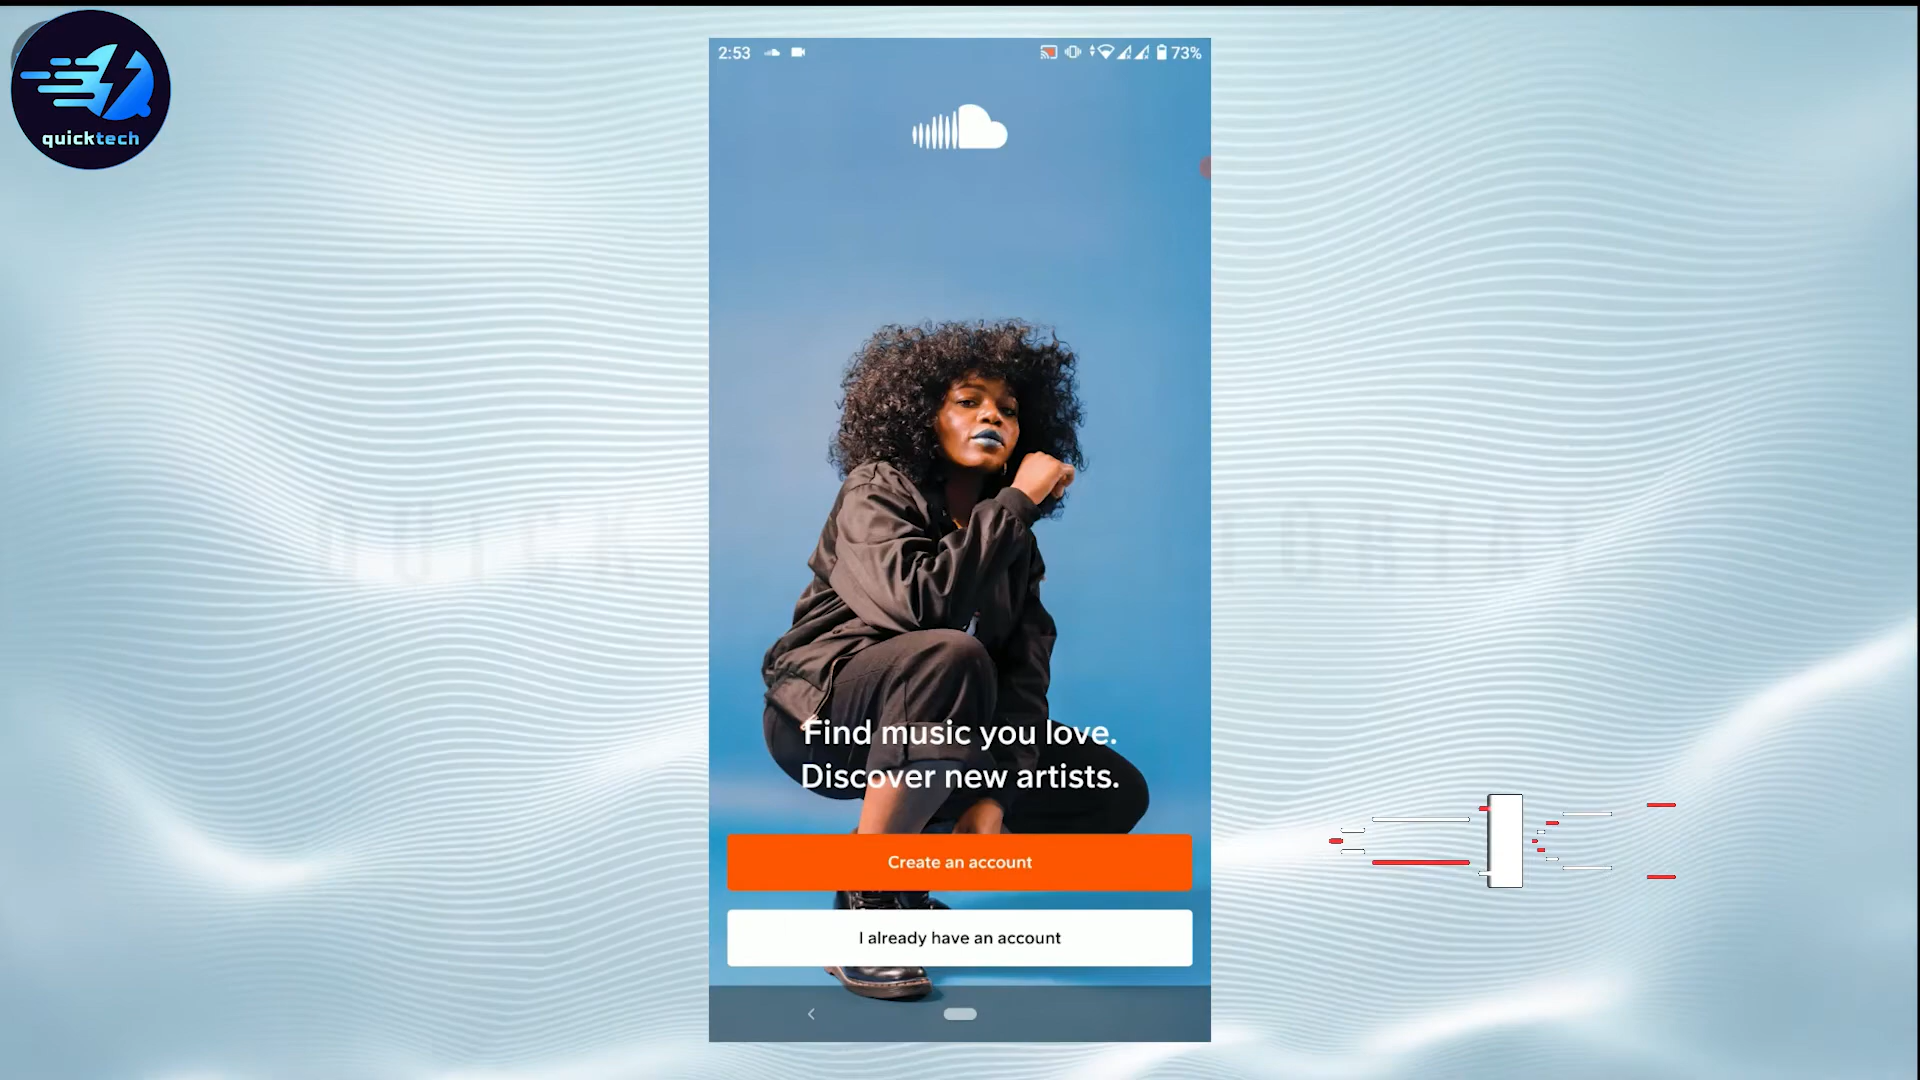 quicktech
2:53
73%
Find music you love.
Discover new artists.
Create an account
I already have an account